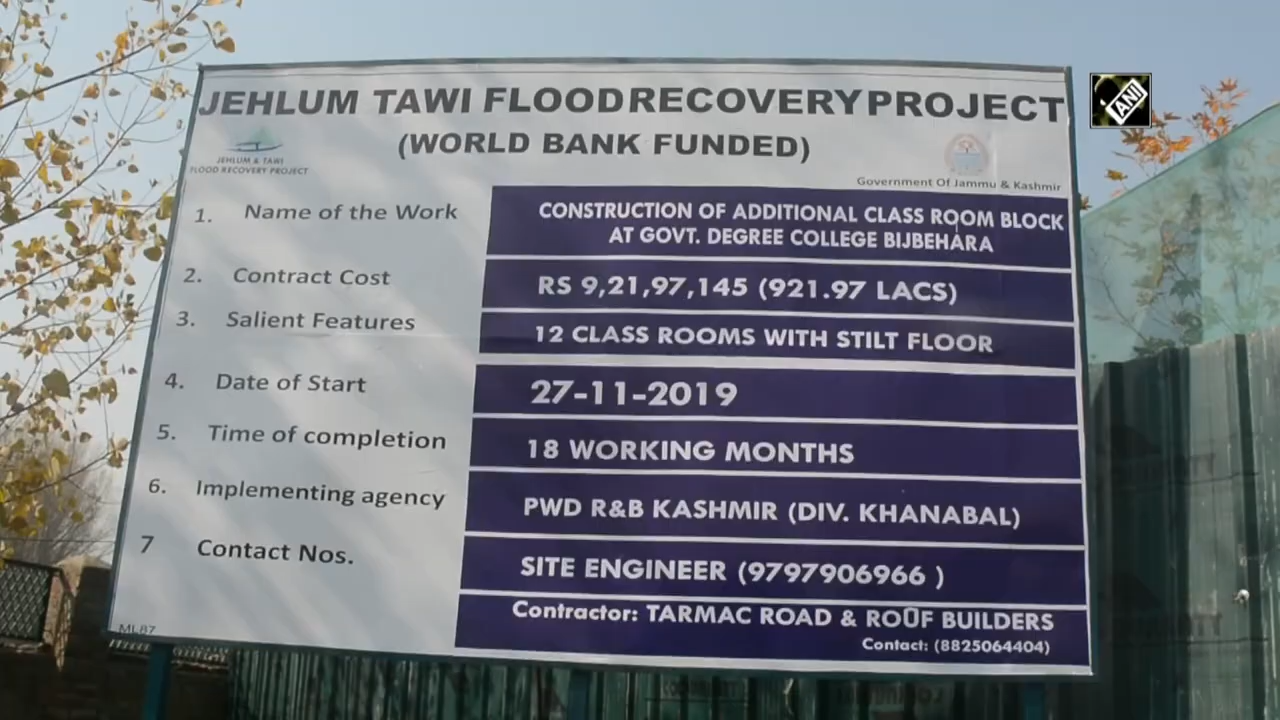 JEHLUM TAWI FLOOD RECOVERY PROJECT
(WORLD BANK FUNDED)
JEHLUM & TAWI
FLOOD RECOVERY PROJECT
Government Of Jammu & Kashmir
ANI
1. Name of the Work CONSTRUCTION OF ADDITIONAL CLASS ROOM BLOCK
AT GOVT. DEGREE COLLEGE BIJBEHARA
2. Contract Cost RS 9,21,97,145 (921.97 LACS)
3. Salient Features 12 CLASS ROOMS WITH STILT FLOOR
4. Date of Start 27-11-2019
5. Time of completion 18 WORKING MONTHS
6. Implementing agency PWD R&B KASHMIR (DIV. KHANABAL)
7 Contact Nos. SITE ENGINEER (9797906966 )
Contractor: TARMAC ROAD & ROUF BUILDERS
Contact: (8825064404)
ML87